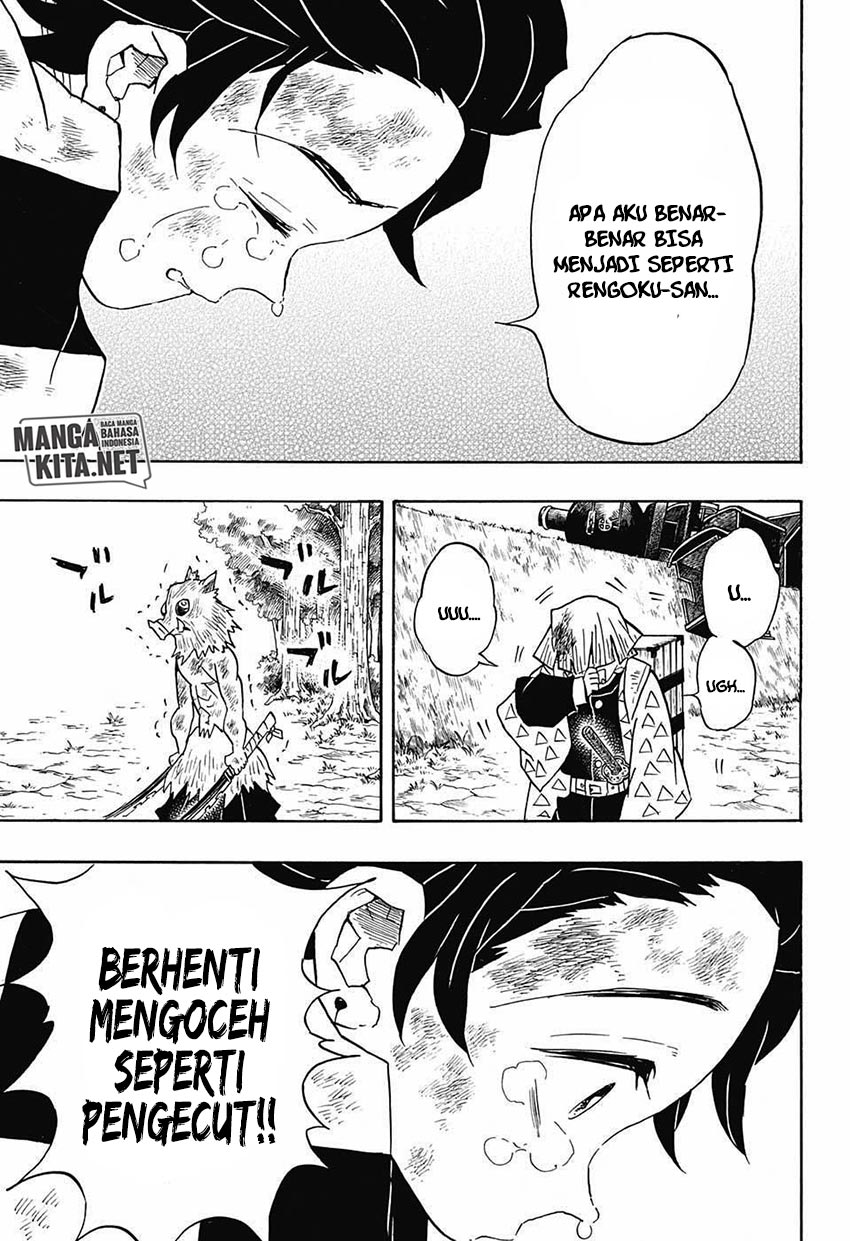 APA AKU BENAR-
BENAR BISA
MENJADI SEPERTI
RENGOKU-SAN...
MANGA
KITA.NET
BACA MANGA
BAHASA
INDONESIA
U...
UGH...
UUU....
ブル
ブル
ブル
BERHENTI
MENGOCEH
SEPERTI
PENGECUT!!